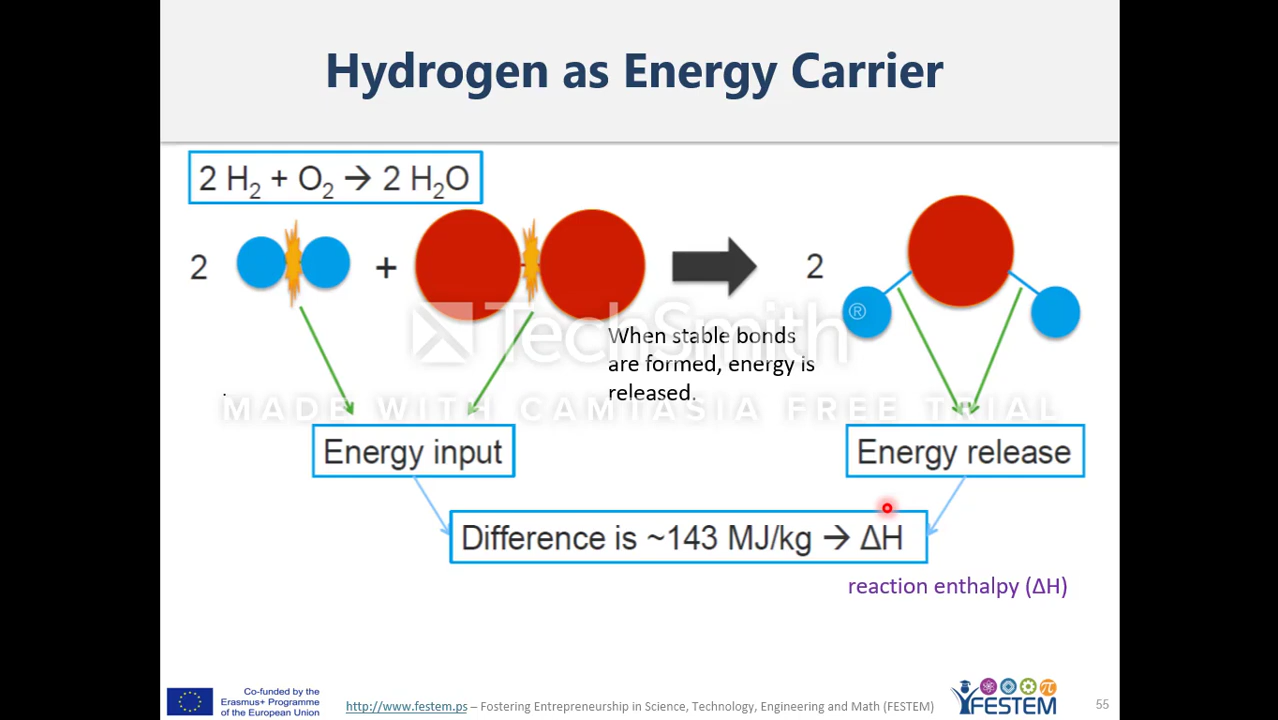 Hydrogen as Energy Carrier
2 H₂ + O₂ → 2 H₂O
2
+
2
®
TechSmith
When stable bonds
are formed, energy is
released.
MADE WITH CAMTASIA FREE TRIAL
Energy input
Energy release
Difference is ~143 MJ/kg → ΔH
reaction enthalpy (ΔH)
Co-funded by the
Erasmus+ Programme
of the European Union
http://www.festem.ps – Fostering Entrepreneurship in Science, Technology, Engineering and Math (FESTEM)
π
FESTEM
55